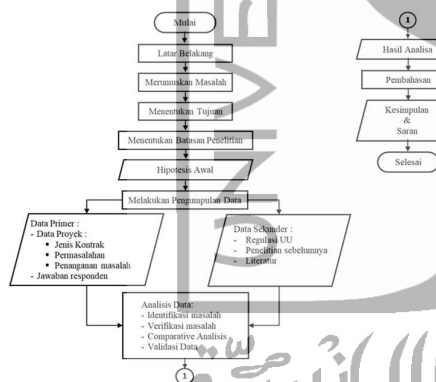 Mulai
Latar Belakang
Merumuskan Masalah
Menentukan Tujuan
Menentukan Batasan Penelitian
Hipotesis Awal
Melakukan Pengumpulan Data
Data Primer :
- Data Proyek :
▪ Jenis Kontrak
▪ Permasalahan
▪ Penanganan masalah
- Jawaban responden
Data Sekunder :
- Regulasi UU
- Penelitian sebelumnya
- Literatur
Analisis Data:
- Identifikasi masalah
- Verifikasi masalah
- Comparative Analisis
- Validasi Data
1
1
Hasil Analisa
Pembahasan
Kesimpulan
&
Saran
Selesai